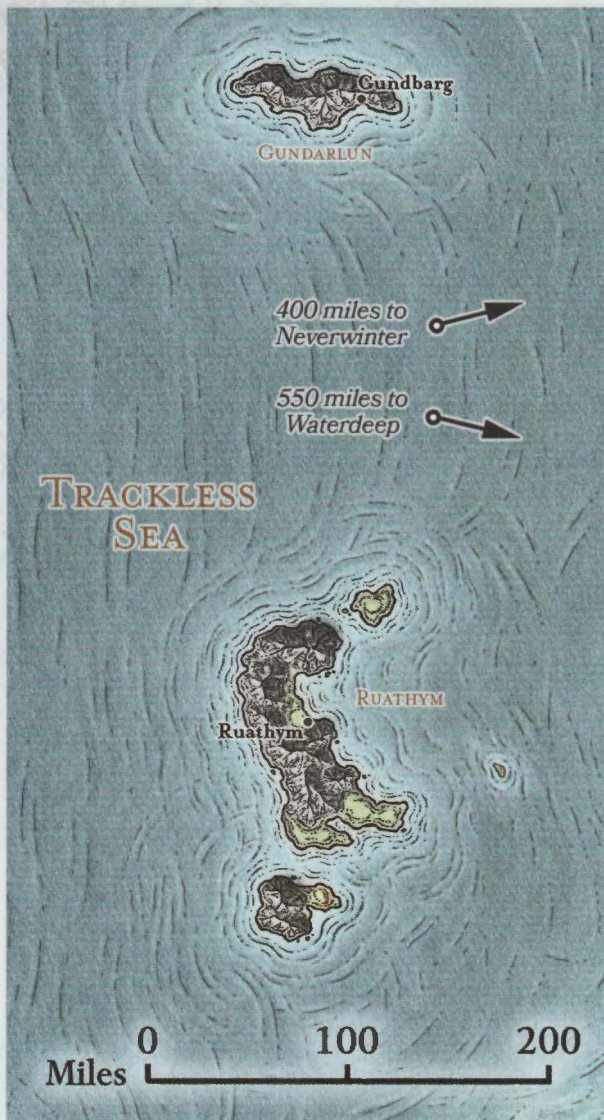 Gundbarg
GUNDARLUN
400 miles to
Neverwinter
550 miles to
Waterdeep
TRACKLESS
SEA
RUATHYM
Ruathym
0 100 200
Miles